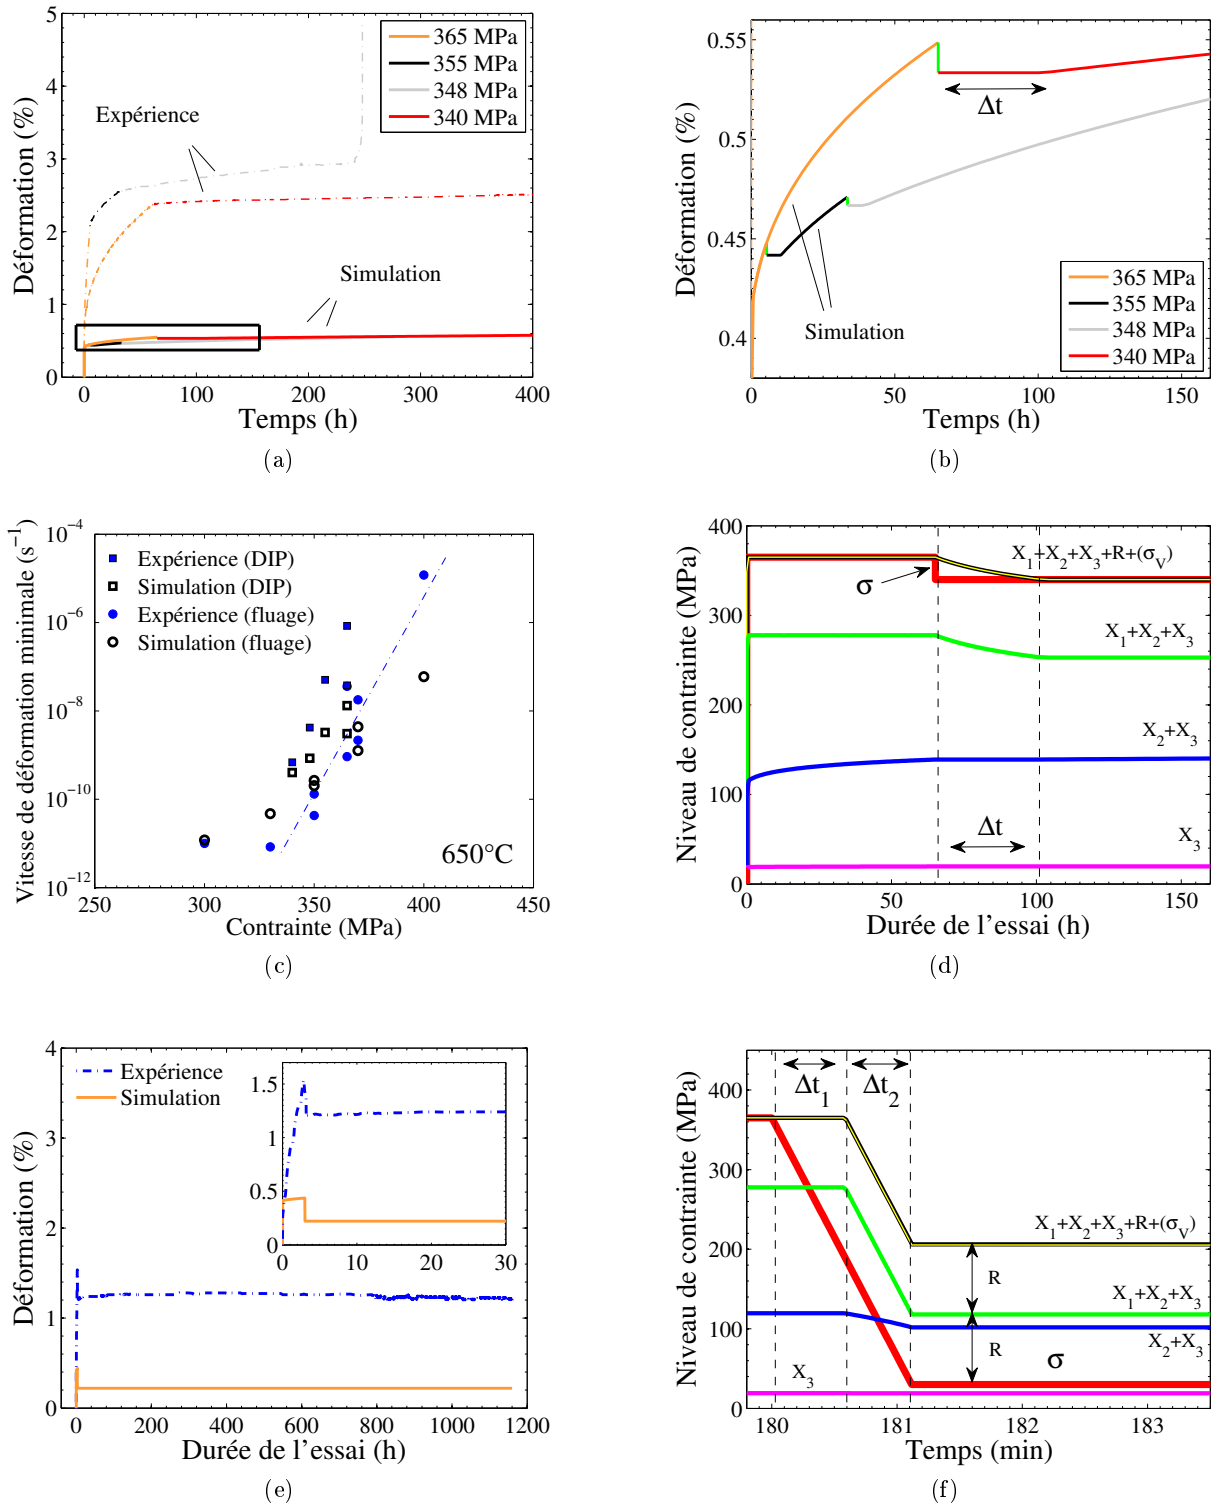 5
4
3
2
1
0
0
100
200
300
400
Déformation (%)
Temps (h)
365 MPa
355 MPa
348 MPa
340 MPa
Expérience
Simulation
(a)
0.55
0.5
0.45
0.4
0
50
100
150
Déformation (%)
Temps (h)
Δt
Simulation
365 MPa
355 MPa
348 MPa
340 MPa
(b)
10⁻⁴
10⁻⁶
10⁻⁸
10⁻¹⁰
10⁻¹²
250
300
350
400
450
Vitesse de déformation minimale (s⁻¹)
Contrainte (MPa)
Expérience (DIP)
Simulation (DIP)
Expérience (fluage)
Simulation (fluage)
650°C
(c)
400
300
200
100
0
0
50
100
150
Niveau de contrainte (MPa)
Durée de l'essai (h)
X₁+X₂+X₃+R+(σᵥ)
σ
X₁+X₂+X₃
X₂+X₃
Δt
X₃
(d)
4
3
2
1
0
0
200
400
600
800
1000
1200
Déformation (%)
Durée de l'essai (h)
Expérience
Simulation
1.5
1
0.5
0
0
10
20
30
(e)
400
300
200
100
0
180
181
182
183
Niveau de contrainte (MPa)
Temps (min)
Δt₁
Δt₂
X₁+X₂+X₃+R+(σᵥ)
R
X₁+X₂+X₃
R
X₂+X₃
σ
X₃
(f)